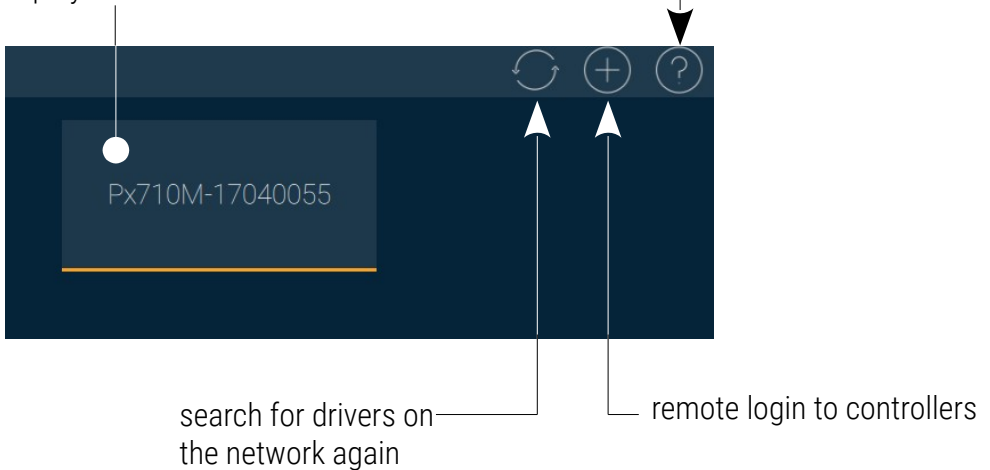 ?
Px710M-17040055
search for drivers on
the network again
remote login to controllers